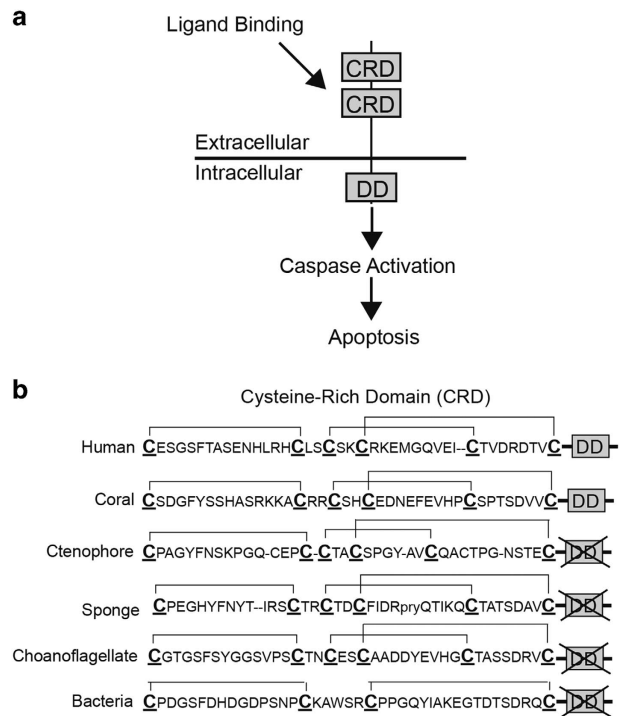 a
Ligand Binding
CRD
CRD
Extracellular
Intracellular
DD
Caspase Activation
Apoptosis
b
Cysteine-Rich Domain (CRD)
Human CESGSFTASENHLRHCLSCSKCRKEMGQVEI--CTVDRDTVC DD
Coral CSDGFYSSHASRKKACRRCSHCEDNEFEVHPCSPTSDVVC DD
Ctenophore CPAGYFNSKPGQ-CEPC-CTACSPGY-AVCQACTPG-NSTEC DD
Sponge CPEGHYFNYT--IRSCTRCTDCFIDRpryQTIKQCTATSDAVC DD
Choanoflagellate CGTGSFSYGGSVPSCTNCESCAADDYEVHGCTASSDRVC DD
Bacteria CPDGSFDHDGDPSNPCKAWSRCPPGQYIAKEGTDTSDRQC DD